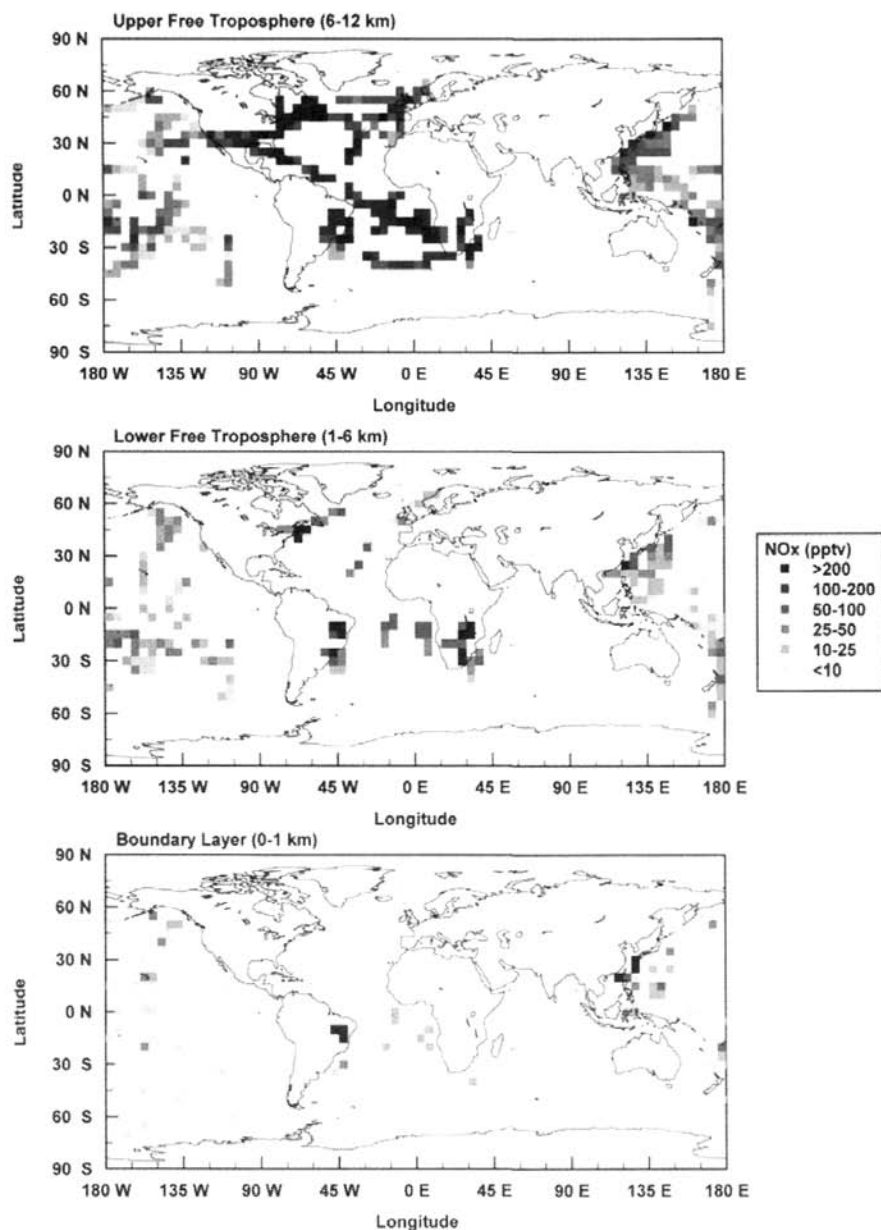 Upper Free Troposphere (6-12 km)
90 N
60 N
30 N
0 N
30 S
60 S
90 S
Latitude
180 W 135 W 90 W 45 W 0 E 45 E 90 E 135 E 180 E
Longitude
Lower Free Troposphere (1-6 km)
90 N
60 N
30 N
0 N
30 S
60 S
90 S
Latitude
180 W 135 W 90 W 45 W 0 E 45 E 90 E 135 E 180 E
Longitude
NOx (pptv)
>200
100-200
50-100
25-50
10-25
<10
Boundary Layer (0-1 km)
90 N
60 N
30 N
0 N
30 S
60 S
90 S
Latitude
180 W 135 W 90 W 45 W 0 E 45 E 90 E 135 E 180 E
Longitude